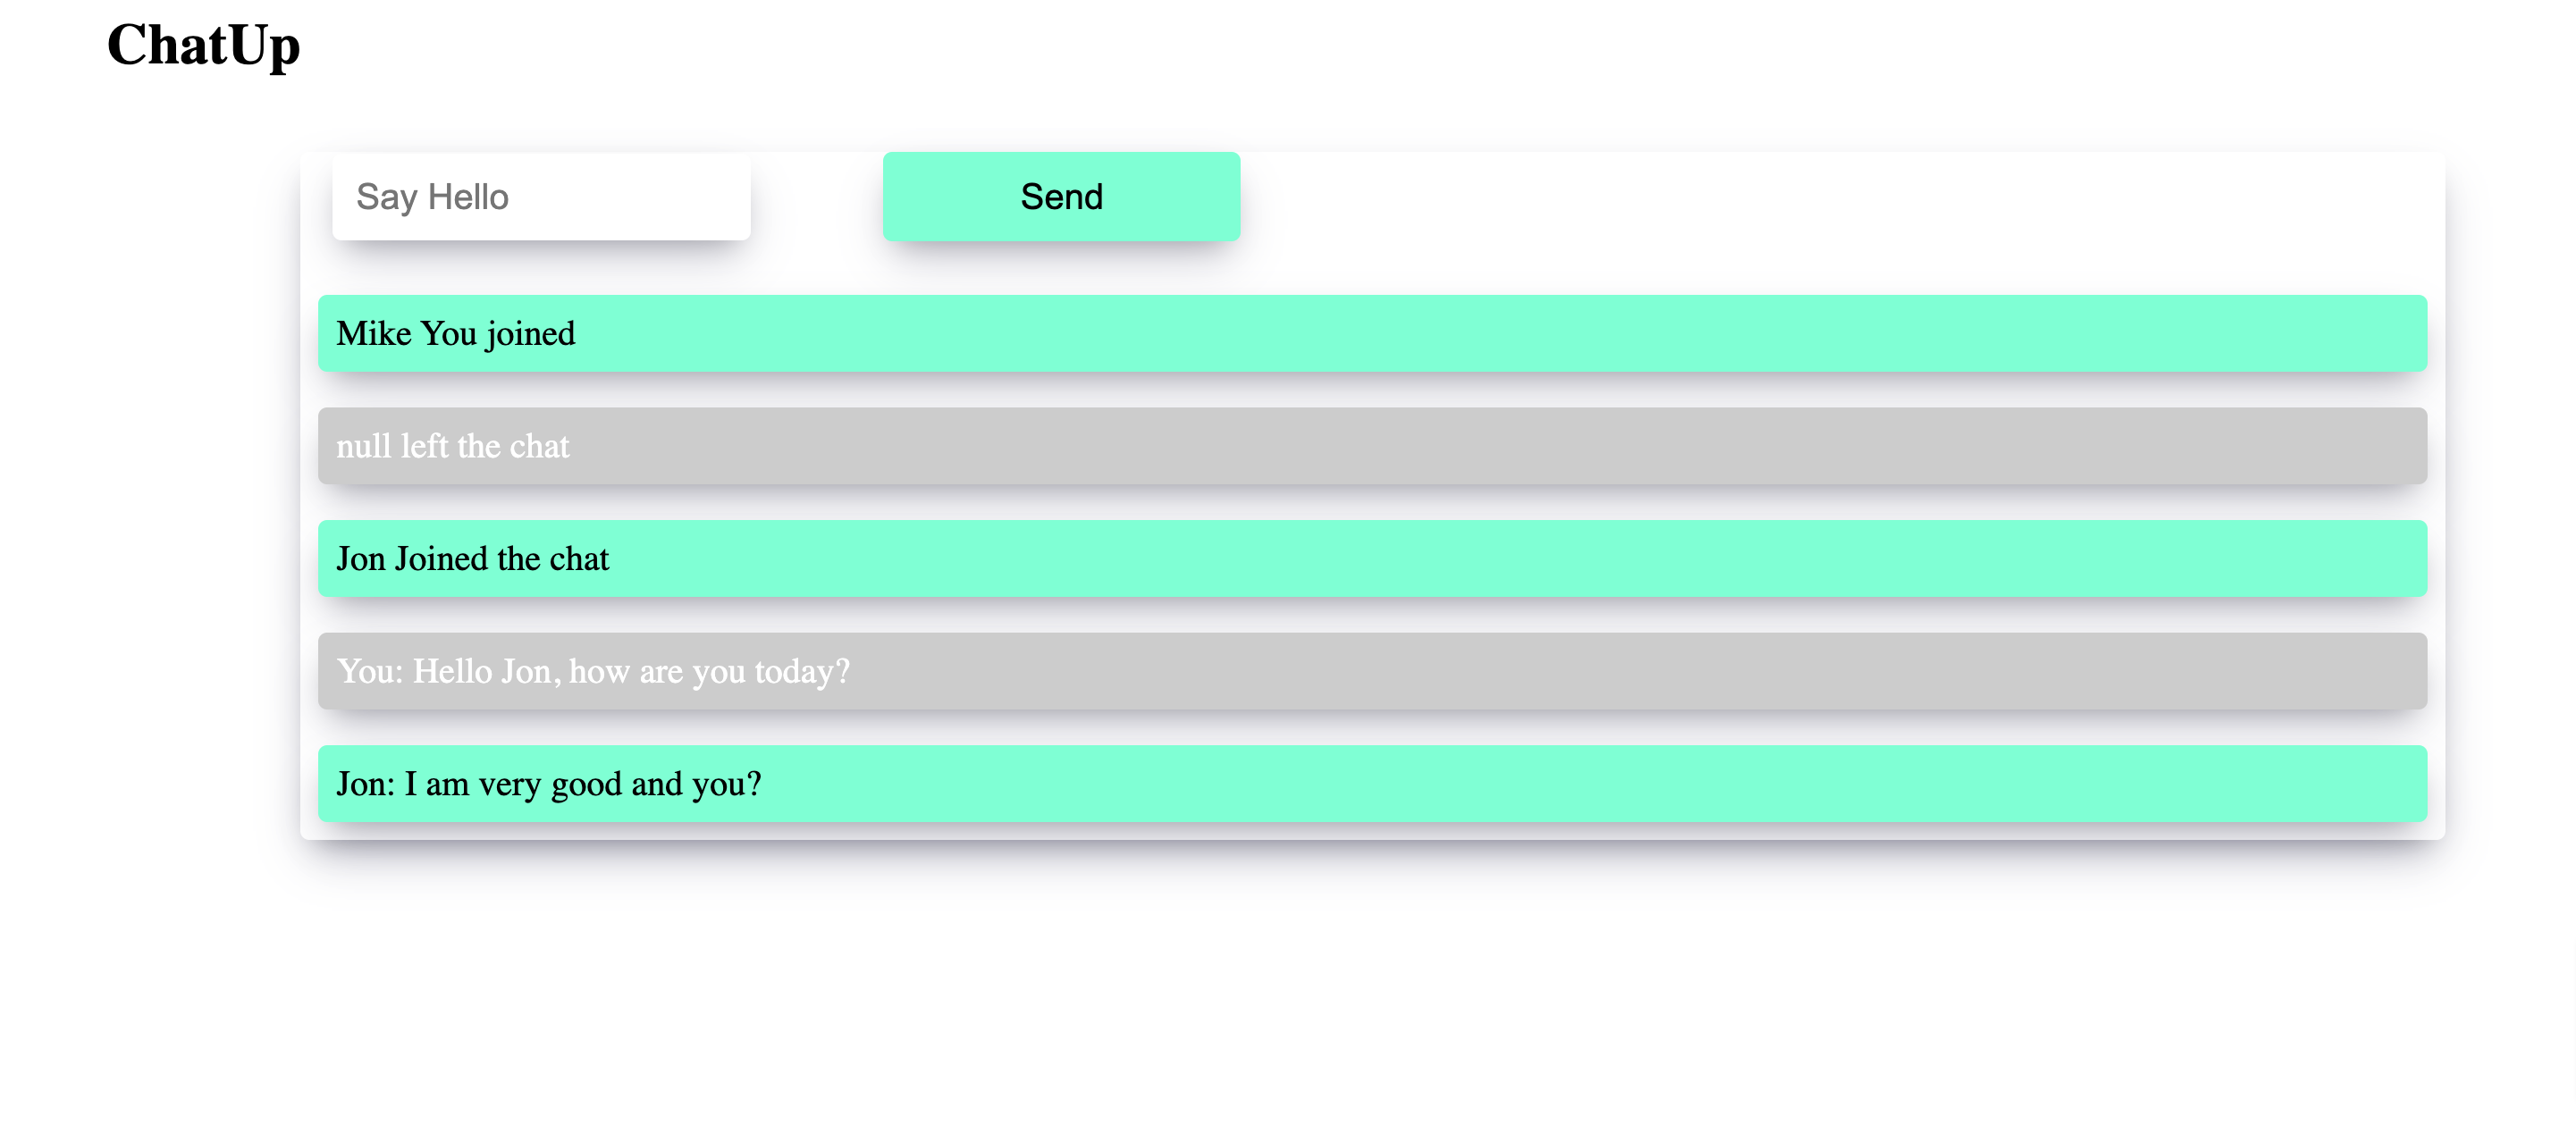 ChatUp
Say Hello
Send
Mike You joined
null left the chat
Jon Joined the chat
You: Hello Jon, how are you today?
Jon: I am very good and you?